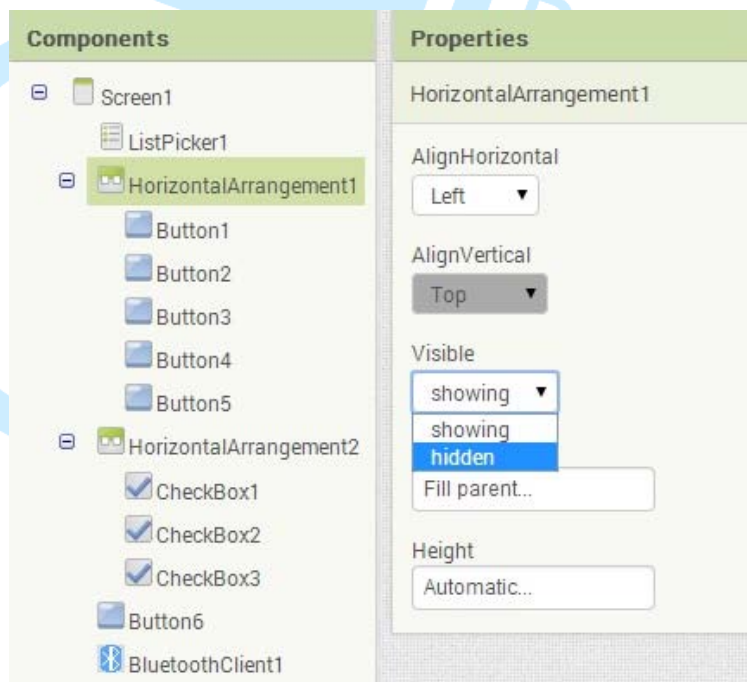 Components
Screen1
ListPicker1
HorizontalArrangement1
Button1
Button2
Button3
Button4
Button5
HorizontalArrangement2
CheckBox1
CheckBox2
CheckBox3
Button6
BluetoothClient1
Properties
HorizontalArrangement1
AlignHorizontal
Left
AlignVertical
Top
Visible
showing
showing
hidden
Fill parent...
Height
Automatic...